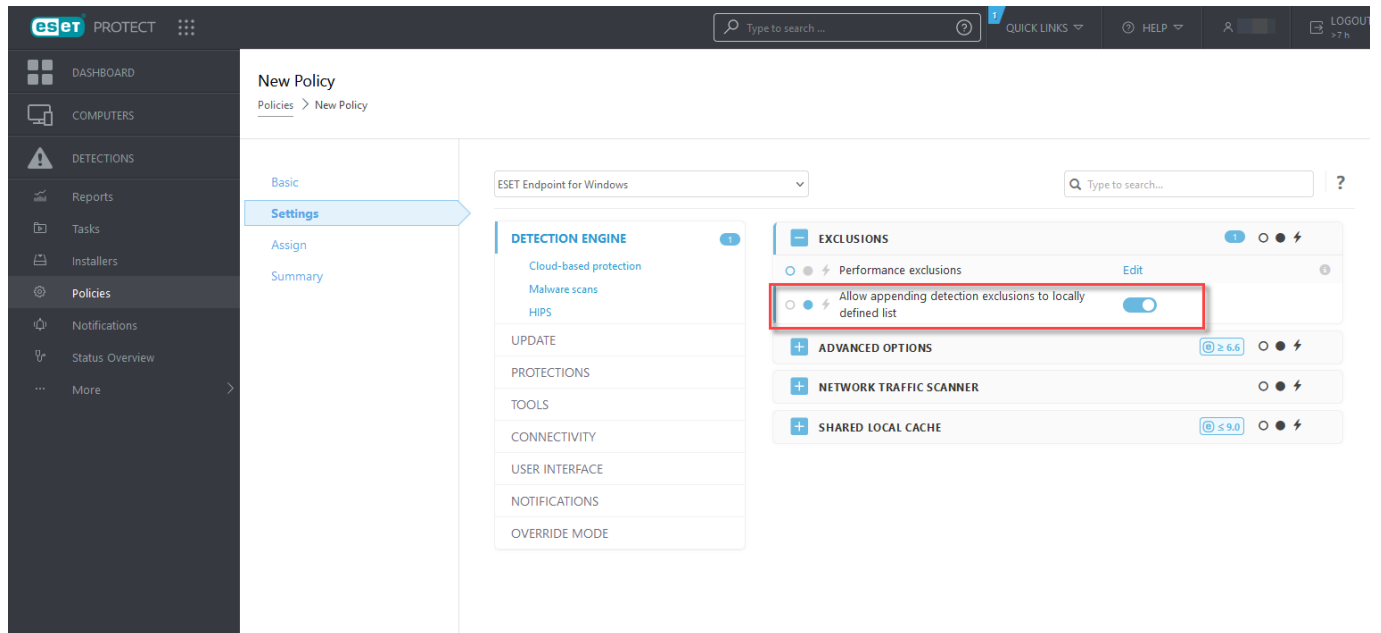 eset PROTECT
Type to search ...
?
1
QUICK LINKS
? HELP
LOGOUT
>7 h
DASHBOARD
COMPUTERS
DETECTIONS
Reports
Tasks
Installers
Policies
Notifications
Status Overview
More
New Policy
Policies > New Policy
Basic
Settings
Assign
Summary
ESET Endpoint for Windows
Type to search...
?
DETECTION ENGINE 1
Cloud-based protection
Malware scans
HIPS
UPDATE
PROTECTIONS
TOOLS
CONNECTIVITY
USER INTERFACE
NOTIFICATIONS
OVERRIDE MODE
EXCLUSIONS 1
Performance exclusions Edit
Allow appending detection exclusions to locally
defined list
ADVANCED OPTIONS e ≥ 6.6
NETWORK TRAFFIC SCANNER
SHARED LOCAL CACHE e ≤ 9.0